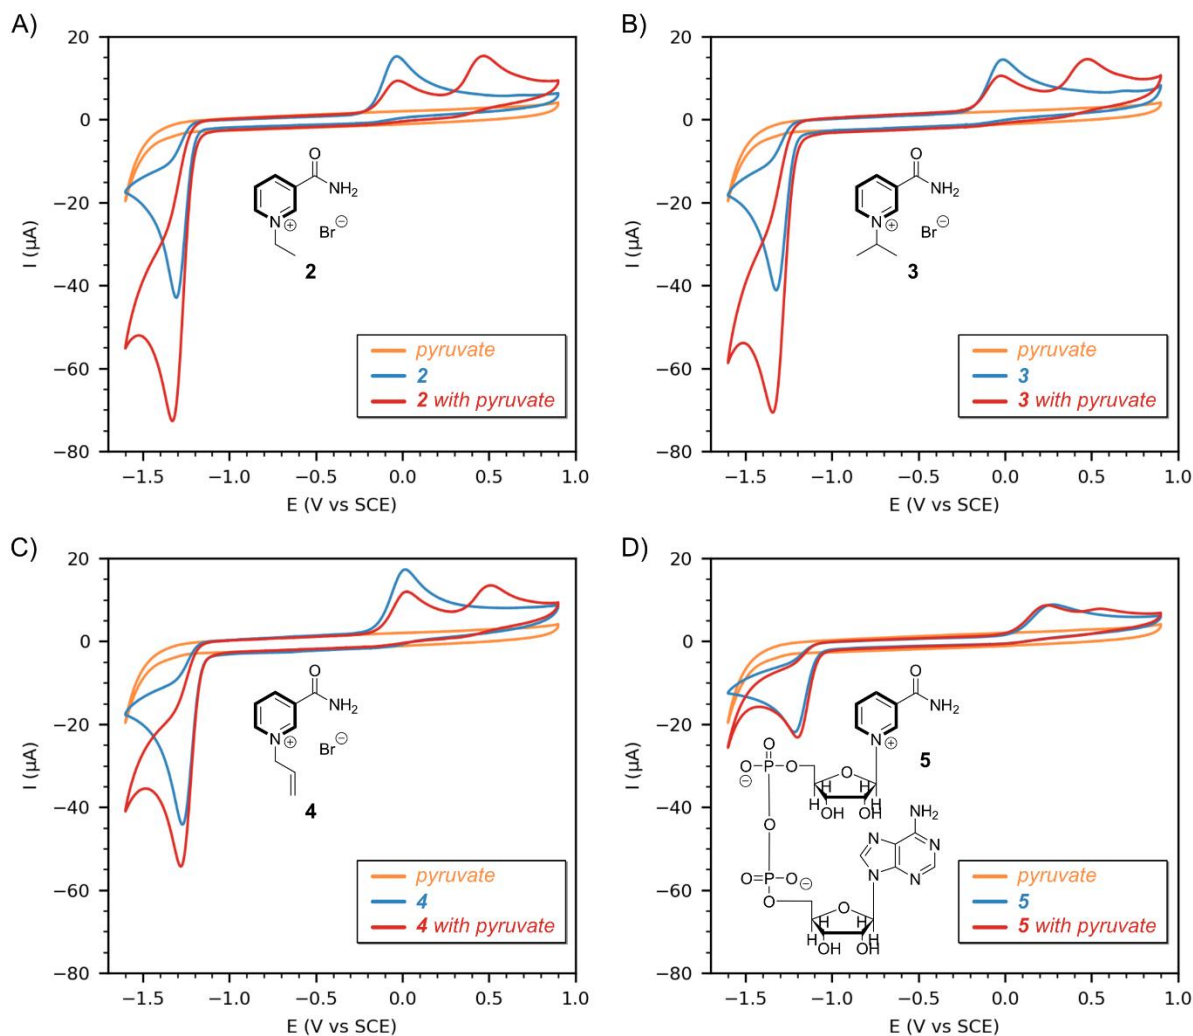 A)
20
0
−20
−40
−60
−80
I (μA)
−1.5 −1.0 −0.5 0.0 0.5 1.0
E (V vs SCE)
O
NH2
N
+
Br−
2
pyruvate
2
2 with pyruvate
B)
20
0
−20
−40
−60
−80
I (μA)
−1.5 −1.0 −0.5 0.0 0.5 1.0
E (V vs SCE)
O
NH2
N
+
Br−
3
pyruvate
3
3 with pyruvate
C)
20
0
−20
−40
−60
−80
I (μA)
−1.5 −1.0 −0.5 0.0 0.5 1.0
E (V vs SCE)
O
NH2
N
+
Br−
4
pyruvate
4
4 with pyruvate
D)
20
0
−20
−40
−60
−80
I (μA)
−1.5 −1.0 −0.5 0.0 0.5 1.0
E (V vs SCE)
O
NH2
N
+
5
O
O−P−O
−
O
H H H H
OH OH
O
NH2
N N
N N
O=P−O−
O
O
H H H H
OH OH
pyruvate
5
5 with pyruvate